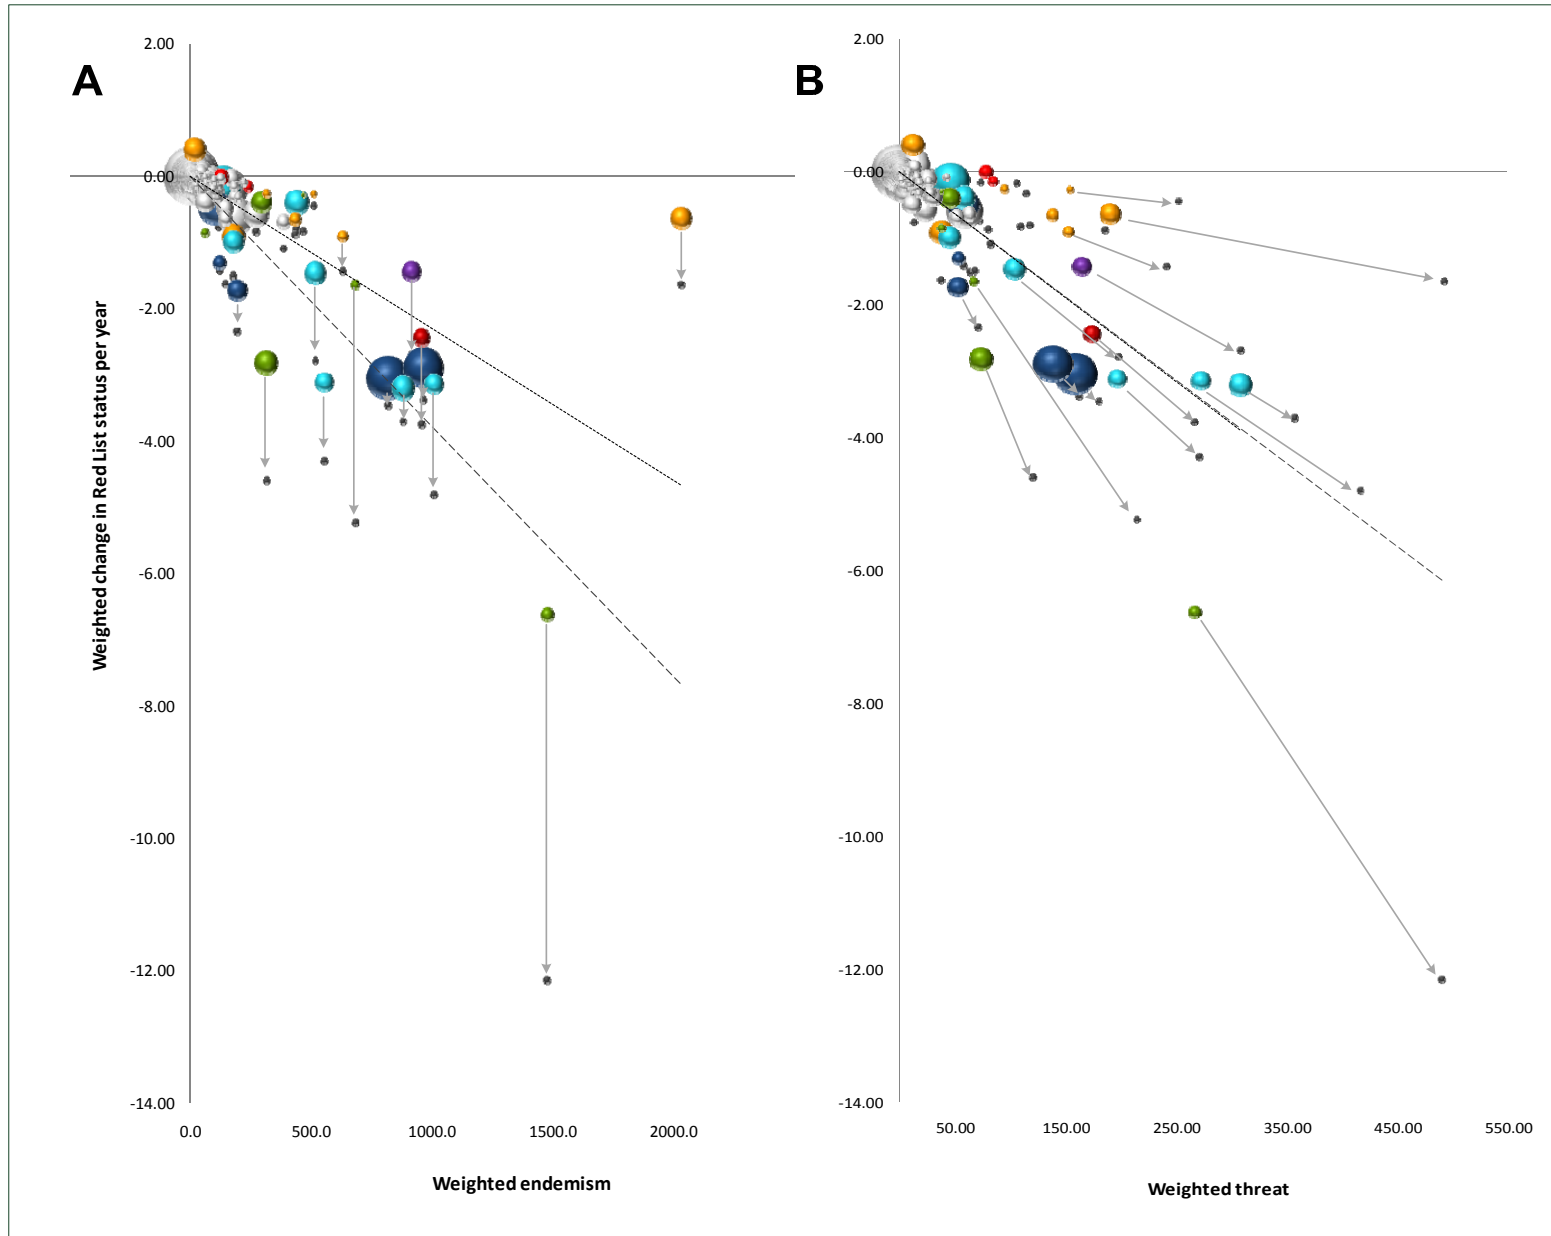 A
B
Weighted change in Red List status per year
2.00
0.00
-2.00
-4.00
-6.00
-8.00
-10.00
-12.00
-14.00
0.0 500.0 1000.0 1500.0 2000.0
Weighted endemism
2.00
0.00
-2.00
-4.00
-6.00
-8.00
-10.00
-12.00
-14.00
50.00 150.00 250.00 350.00 450.00 550.00
Weighted threat